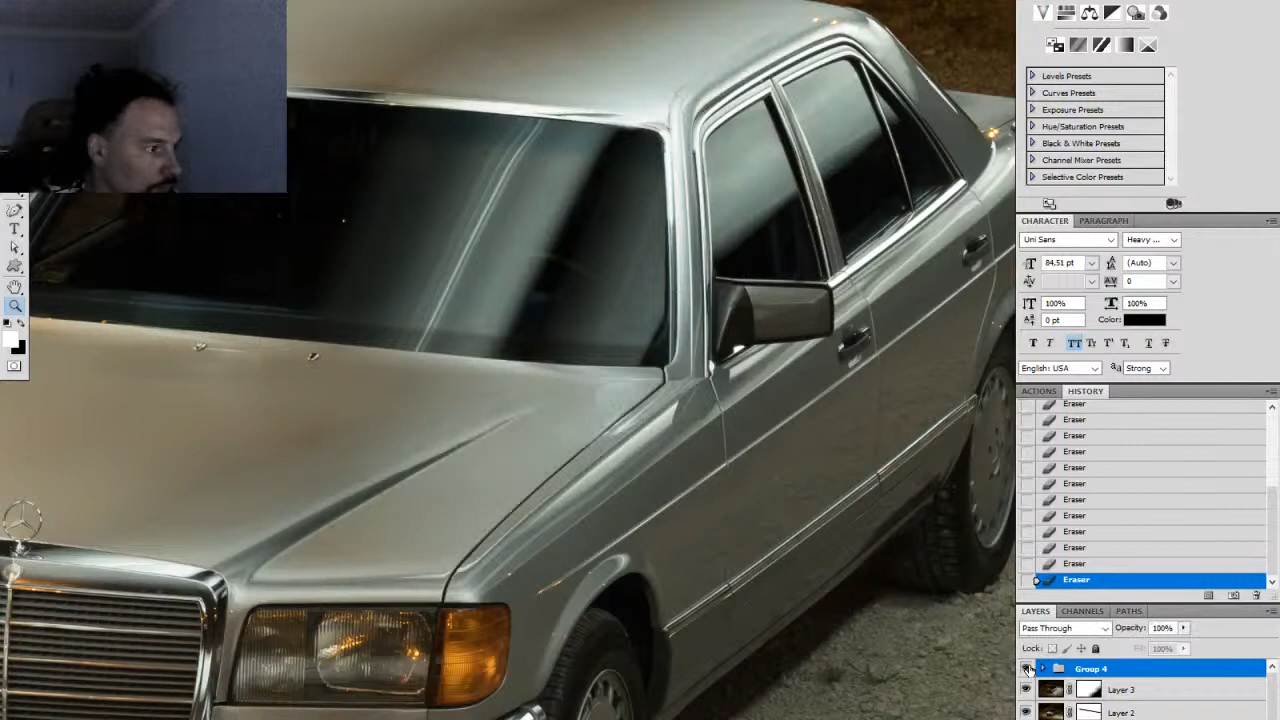 Levels Presets
Curves Presets
Exposure Presets
Hue/Saturation Presets
Black & White Presets
Channel Mixer Presets
Selective Color Presets
CHARACTER PARAGRAPH
Uni Sans Heavy ...
84,51 pt (Auto)
0
100% 100%
0 pt Color:
English: USA Strong
ACTIONS HISTORY
Eraser
Eraser
Eraser
Eraser
Eraser
Eraser
Eraser
Eraser
Eraser
Eraser
Eraser
Eraser
LAYERS CHANNELS PATHS
Pass Through Opacity: 100%
Lock: 100%
Group 4
Layer 3
Layer 2